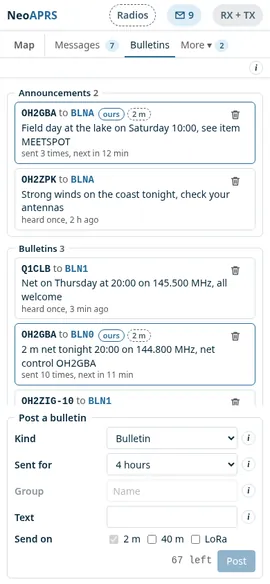 NeoAPRS Radios 9 RX + TX
Map Messages 7 Bulletins More ▾ 2
i
Announcements 2
OH2GBA to BLNA ours 2 m
Field day at the lake on Saturday 10:00, see item
MEETSPOT
sent 3 times, next in 12 min
OH2ZPK to BLNA
Strong winds on the coast tonight, check your
antennas
heard once, 2 h ago
Bulletins 3
Q1CLB to BLN1
Net on Thursday at 20:00 on 145.500 MHz, all
welcome
heard once, 3 min ago
OH2GBA to BLN0 ours 2 m
2 m net tonight 20:00 on 144.800 MHz, net
control OH2GBA
sent 10 times, next in 11 min
OH2ZIG-10 to BLN1
Post a bulletin
Kind Bulletin i
Sent for 4 hours i
Group Name i
Text i
Send on 2 m 40 m LoRa
67 left Post